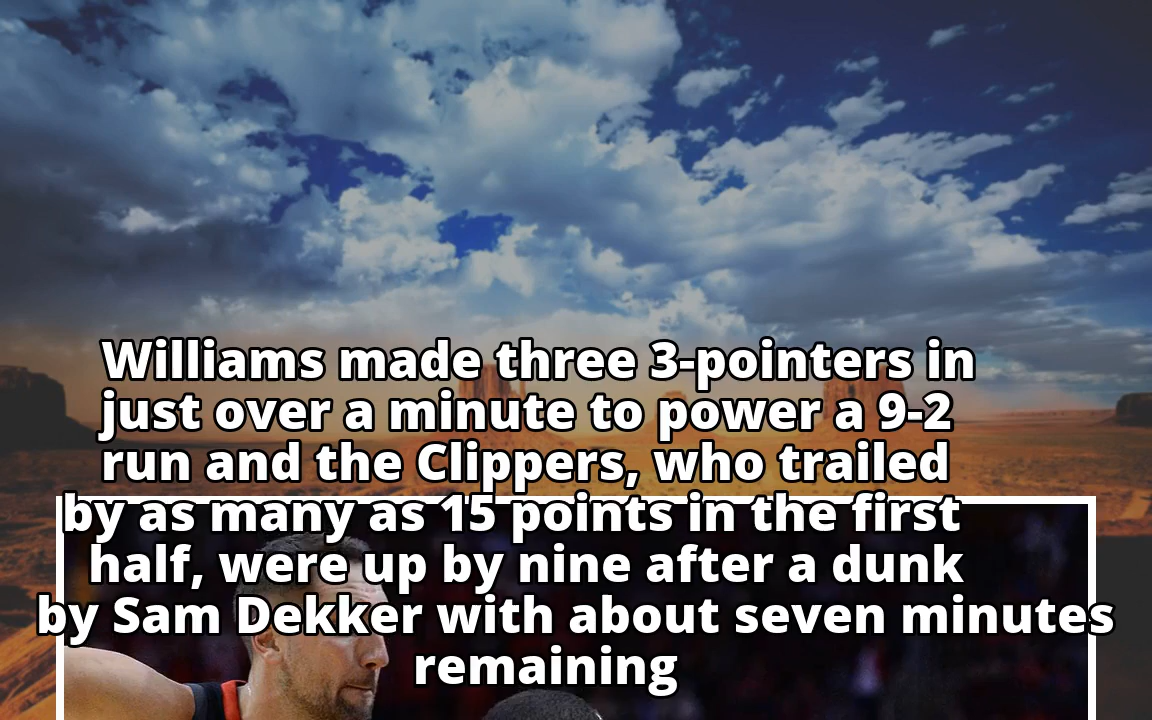 Williams made three 3-pointers in
just over a minute to power a 9-2
run and the Clippers, who trailed
by as many as 15 points in the first
half, were up by nine after a dunk
by Sam Dekker with about seven minutes
remaining